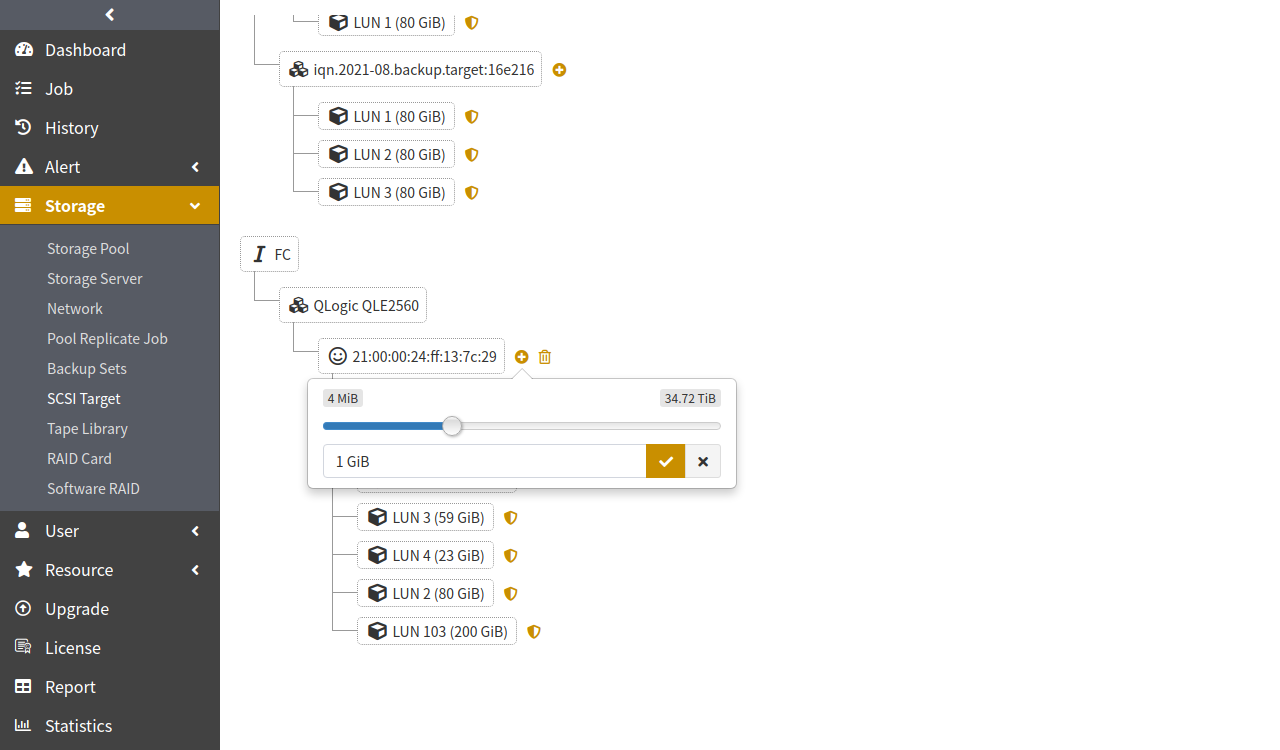 Dashboard
Job
History
Alert
Storage
Storage Pool
Storage Server
Network
Pool Replicate Job
Backup Sets
SCSI Target
Tape Library
RAID Card
Software RAID
User
Resource
Upgrade
License
Report
Statistics
LUN 1 (80 GiB)
iqn.2021-08.backup.target:16e216
LUN 1 (80 GiB)
LUN 2 (80 GiB)
LUN 3 (80 GiB)
FC
QLogic QLE2560
21:00:00:24:ff:13:7c:29
4 MiB 34.72 TiB
1 GiB
LUN 3 (59 GiB)
LUN 4 (23 GiB)
LUN 2 (80 GiB)
LUN 103 (200 GiB)